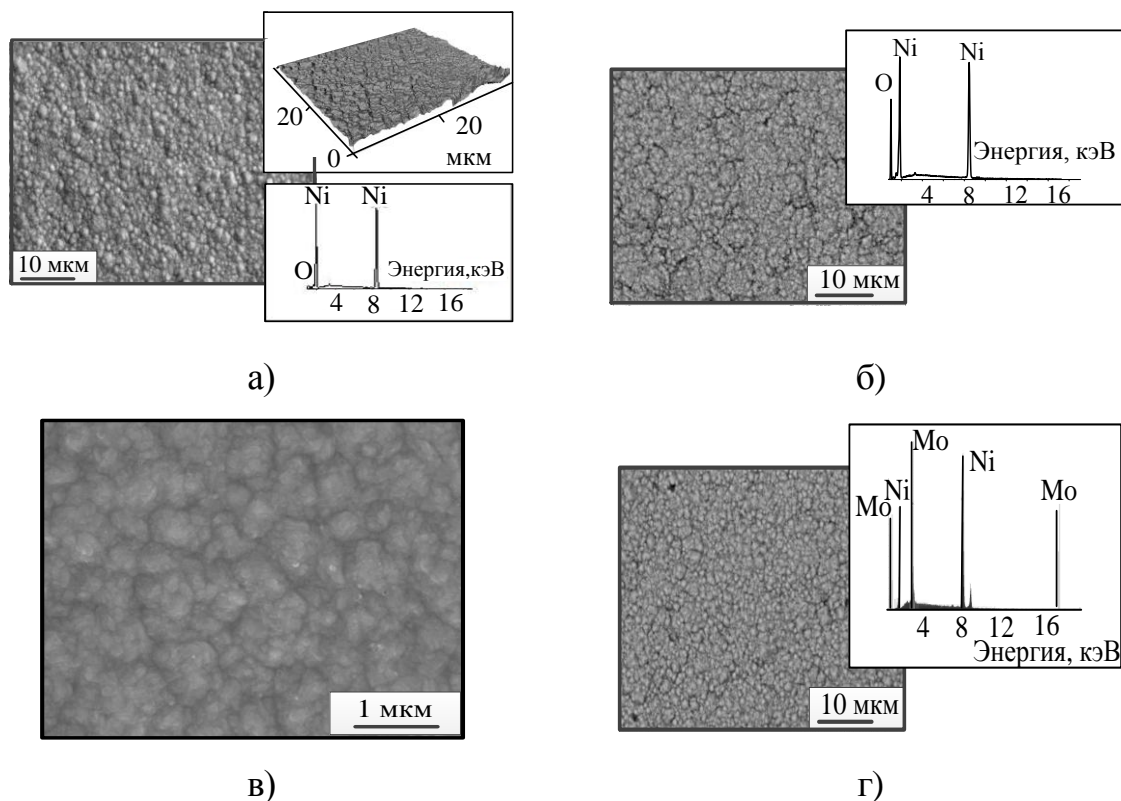 20
20
0
мкм
Ni Ni
O
Энергия,кэВ
4 8 12 16
10 мкм
а)
Ni Ni
O
Энергия, кэВ
4 8 12 16
10 мкм
б)
1 мкм
в)
Mo
Ni
Mo Ni
Mo
4 8 12 16
Энергия, кэВ
10 мкм
г)